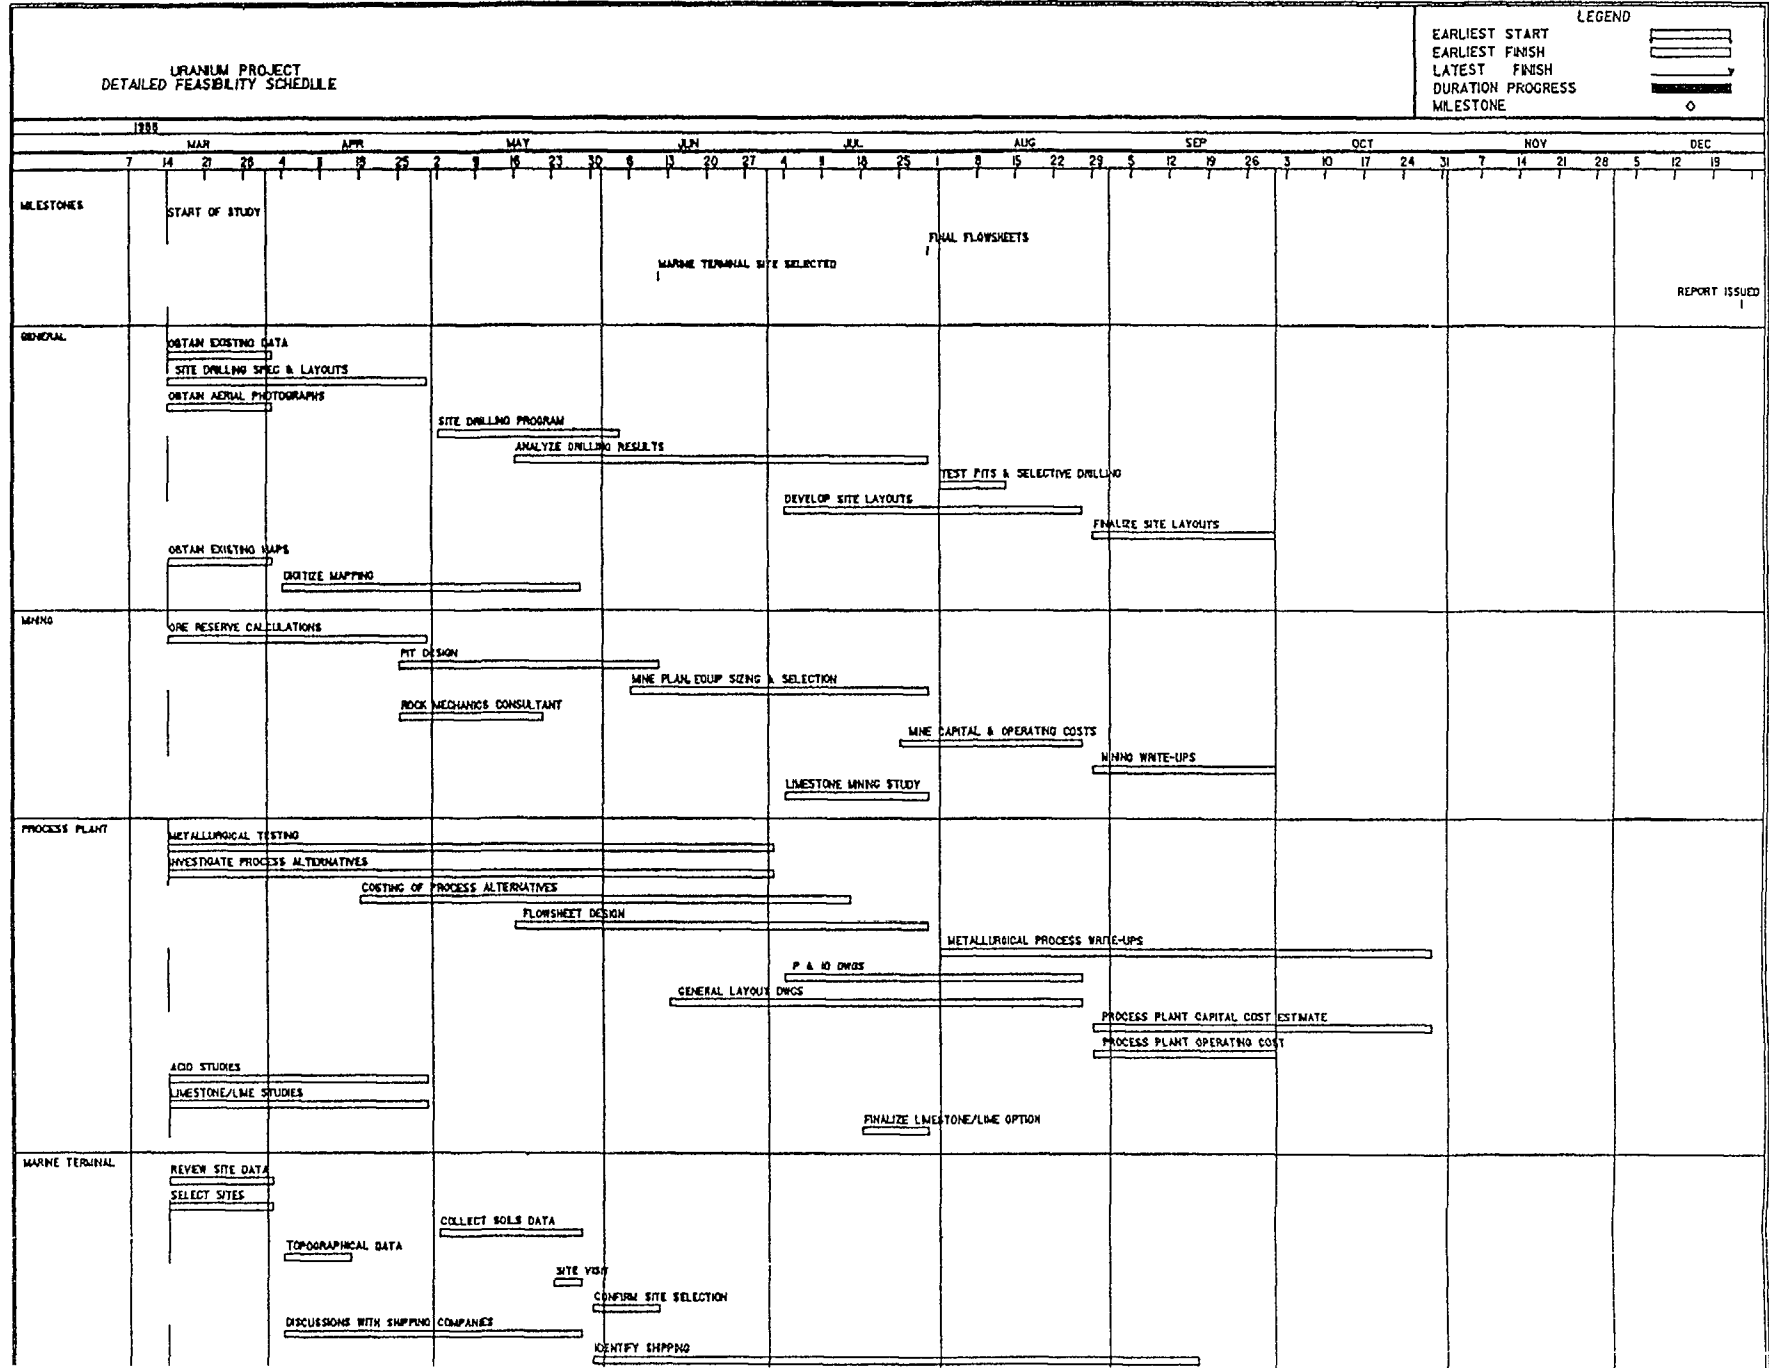 LEGEND
EARLIEST START
EARLIEST FINISH
LATEST FINISH
DURATION PROGRESS
MILESTONE
URANIUM PROJECT
DETAILED FEASIBILITY SCHEDULE
MAR APR MAY JUN JUL AUG SEP OCT NOV DEC
7 14 21 28 4 18 25 2 9 16 23 30 6 13 20 27 4 18 25 1 8 15 22 29 5 12 19 26 3 10 17 24 31 7 14 21 28 5 12 19
MILESTONES
START OF STUDY
FINAL FLOWSHEETS
MARINE TERMINAL SITE SELECTED
REPORT ISSUED
GENERAL
OBTAIN EXISTING DATA
SITE DRILLING SPEC & LAYOUTS
OBTAIN AERIAL PHOTOGRAPHS
SITE DRILLING PROGRAM
ANALYZE DRILLING RESULTS
TEST PITS & SELECTIVE DRILLING
DEVELOP SITE LAYOUTS
FINALIZE SITE LAYOUTS
OBTAIN EXISTING MAPS
DIGITIZE MAPPING
MINING
ORE RESERVE CALCULATIONS
PIT DESIGN
MINE PLAN, EQUIP SIZING & SELECTION
ROCK MECHANICS CONSULTANT
MINE CAPITAL & OPERATING COSTS
MINING WRITE-UPS
LIMESTONE MINING STUDY
PROCESS PLANT
METALLURGICAL TESTING
INVESTIGATE PROCESS ALTERNATIVES
COSTING OF PROCESS ALTERNATIVES
FLOWSHEET DESIGN
METALLURGICAL PROCESS WRITE-UPS
P & ID DWGS
GENERAL LAYOUT DWGS
PROCESS PLANT CAPITAL COST ESTIMATE
PROCESS PLANT OPERATING COST
ACID STUDIES
LIMESTONE/LIME STUDIES
FINALIZE LIMESTONE/LIME OPTION
MARINE TERMINAL
REVIEW SITE DATA
SELECT SITES
COLLECT SOILS DATA
TOPOGRAPHICAL DATA
SITE VISIT
CONFIRM SITE SELECTION
DISCUSSIONS WITH SHIPPING COMPANIES
IDENTIFY SHIPPING